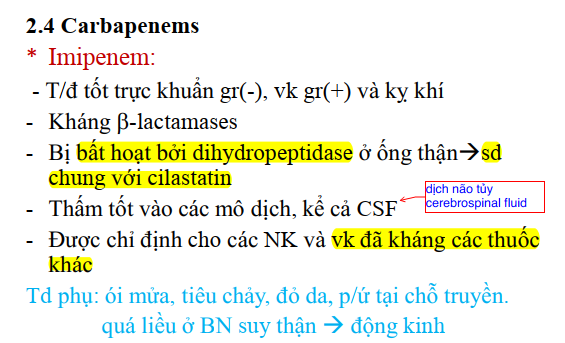 2.4 Carbapenems
* Imipenem:
- T/đ tốt trực khuẩn gr(-), vk gr(+) và kỵ khí
- Kháng β-lactamases
- Bị bất hoạt bởi dihydropeptidase ở ống thận→sd
chung với cilastatin
- Thấm tốt vào các mô dịch, kể cả CSF
dịch não tủy
cerebrospinal fluid
- Được chỉ định cho các NK và vk đã kháng các thuốc
khác
Td phụ: ói mửa, tiêu chảy, đỏ da, p/ứ tại chỗ truyền.
quá liều ở BN suy thận → động kinh